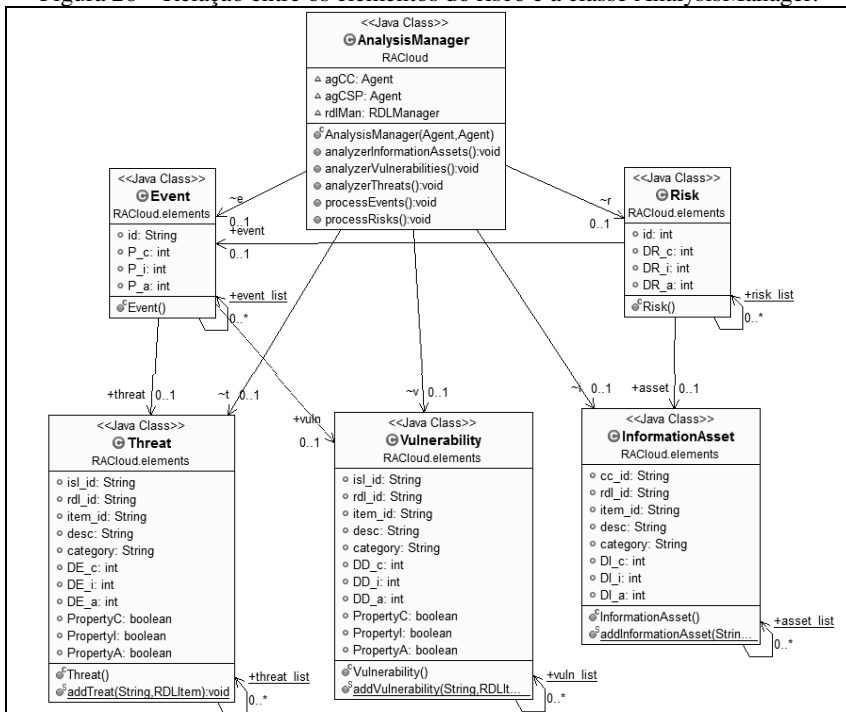 Figura 20 – Relação entre os elementos do risco e a classe AnalysisManager.
<<Java Class>>
AnalysisManager
RACloud
agCC: Agent
agCSP: Agent
rdlMan: RDLManager
AnalysisManager(Agent,Agent)
analyzerInformationAssets():void
analyzerVulnerabilities():void
analyzerThreats():void
processEvents():void
processRisks():void
<<Java Class>>
Event
RACloud.elements
id: String
P_c: int
P_i: int
P_a: int
Event()
~e
0..1
+event
0..1
+event_list
0..*
~r
0..1
<<Java Class>>
Risk
RACloud.elements
id: int
DR_c: int
DR_i: int
DR_a: int
Risk()
+risk_list
0..*
+threat
0..1
~t
0..1
+vuln
0..1
~v
0..1
~i
0..1
+asset
0..1
<<Java Class>>
Threat
RACloud.elements
isl_id: String
rdl_id: String
item_id: String
desc: String
category: String
DE_c: int
DE_i: int
DE_a: int
PropertyC: boolean
PropertyI: boolean
PropertyA: boolean
Threat()
addTreat(String,RDLItem):void
+threat_list
0..*
<<Java Class>>
Vulnerability
RACloud.elements
isl_id: String
rdl_id: String
item_id: String
desc: String
category: String
DD_c: int
DD_i: int
DD_a: int
PropertyC: boolean
PropertyI: boolean
PropertyA: boolean
Vulnerability()
addVulnerability(String,RDLIt...
+vuln_list
0..*
<<Java Class>>
InformationAsset
RACloud.elements
cc_id: String
rdl_id: String
item_id: String
desc: String
category: String
DI_c: int
DI_i: int
DI_a: int
InformationAsset()
addInformationAsset(Strin...
+asset_list
0..*